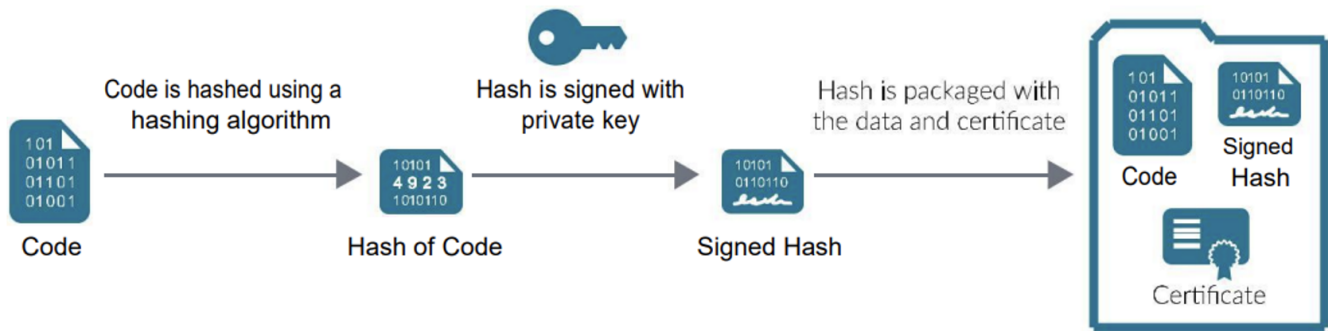 Code is hashed using a
hashing algorithm
101
01011
01101
01001
Code
10101
4923
1010110
Hash of Code
Hash is signed with
private key
10101
0110110
Signed Hash
Hash is packaged with
the data and certificate
101
01011
01101
01001
Code
10101
0110110
Signed
Hash
Certificate